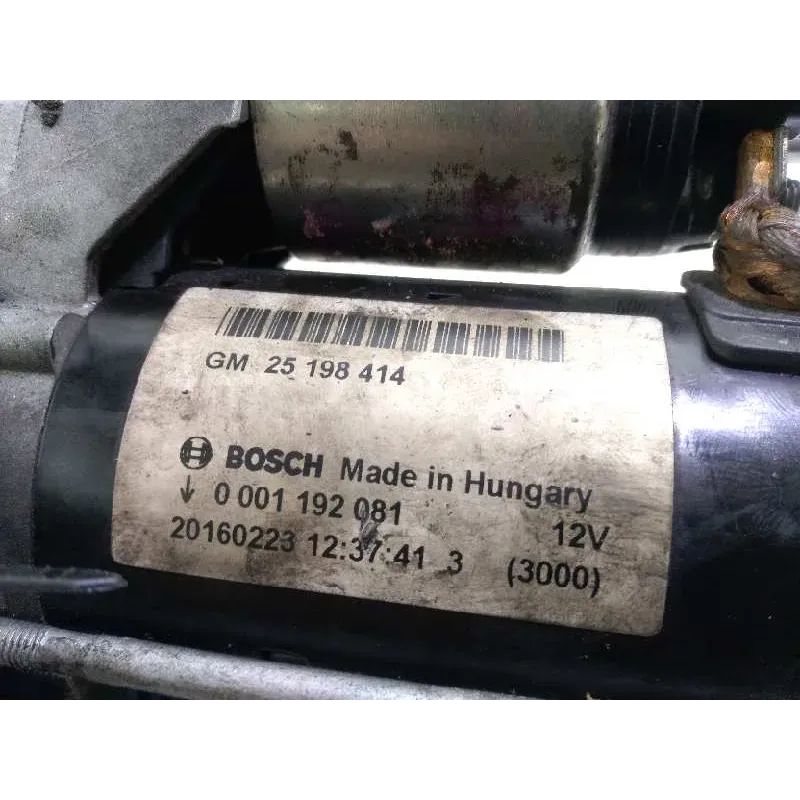 GM 25 198 414
BOSCH Made in Hungary
↓ 0 001 192 081 12V
20160223 12:37:41 3 (3000)